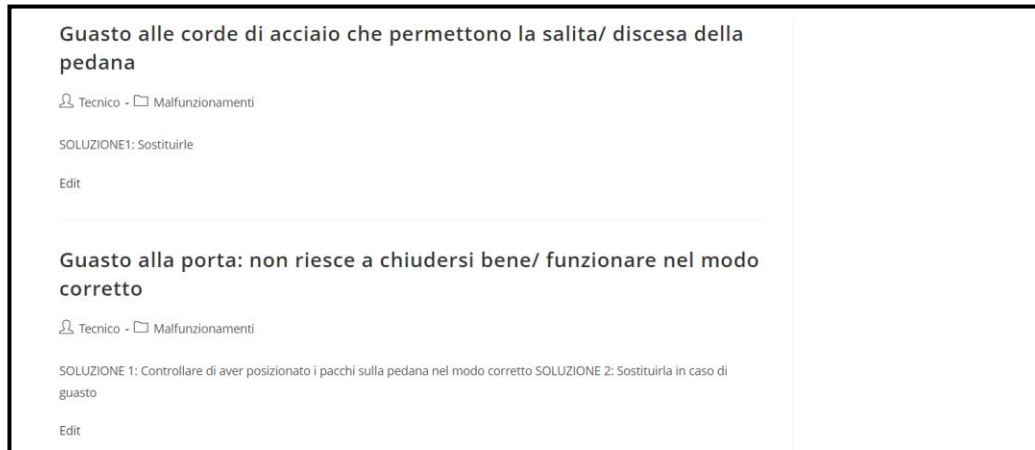 Guasto alle corde di acciaio che permettono la salita/ discesa della
pedana
Tecnico - Malfunzionamenti
SOLUZIONE1: Sostituirle
Edit
Guasto alla porta: non riesce a chiudersi bene/ funzionare nel modo
corretto
Tecnico - Malfunzionamenti
SOLUZIONE 1: Controllare di aver posizionato i pacchi sulla pedana nel modo corretto SOLUZIONE 2: Sostituirla in caso di
guasto
Edit